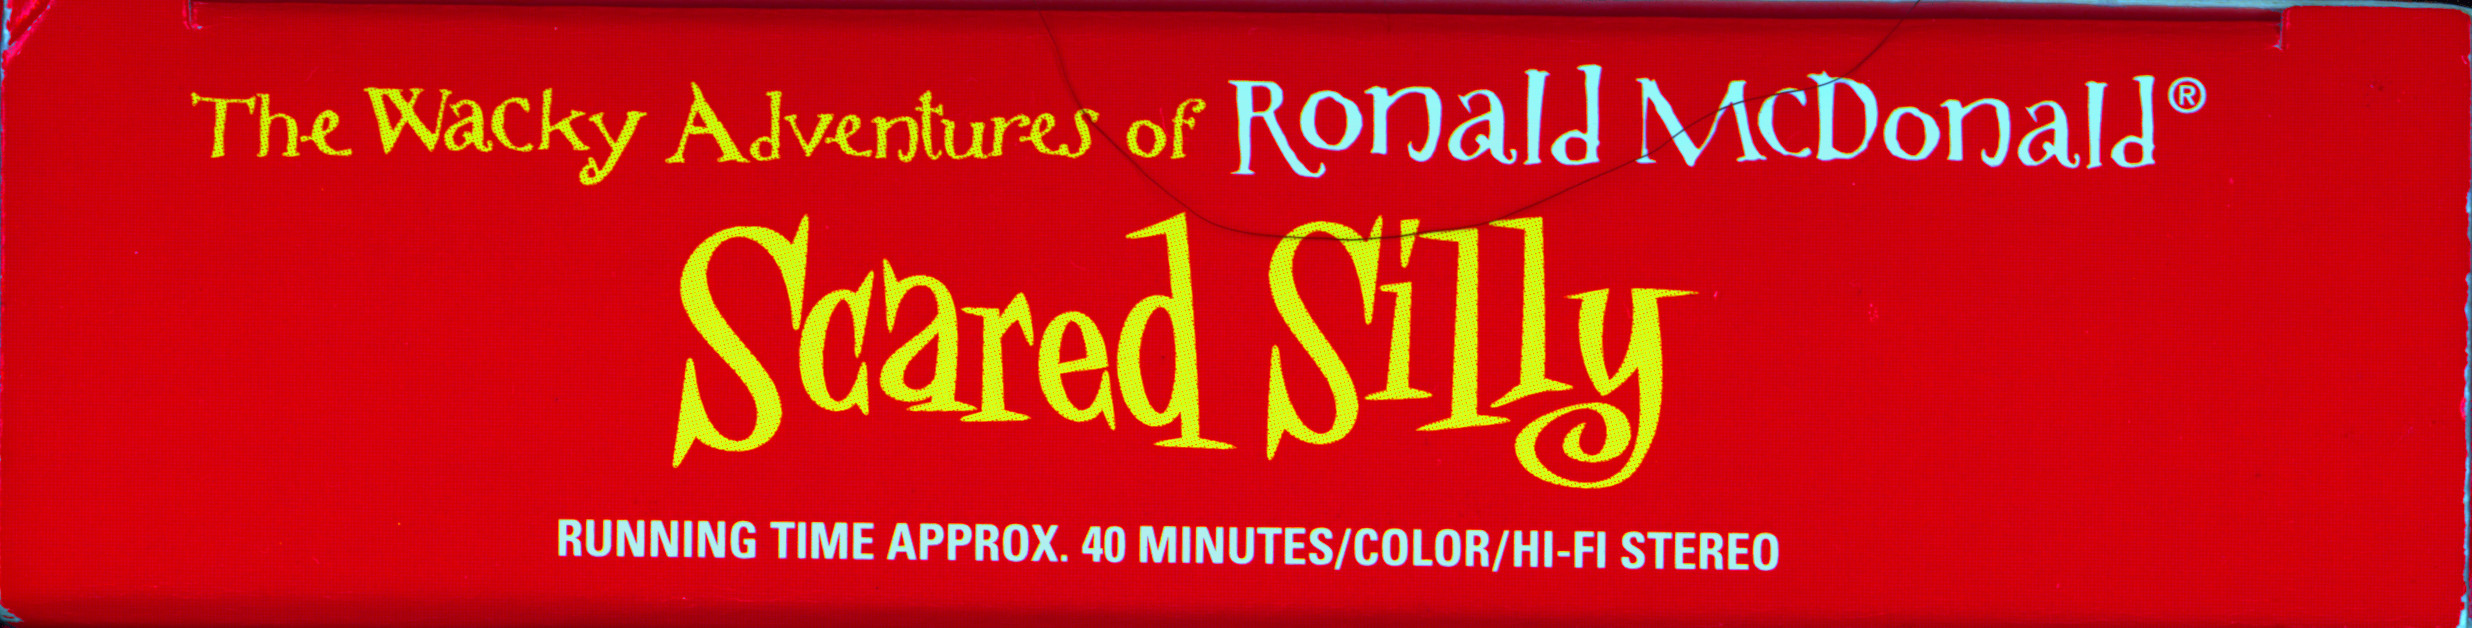 The Wacky Adventures of Ronald McDonald®
Scared Silly
RUNNING TIME APPROX. 40 MINUTES/COLOR/HI-FI STEREO